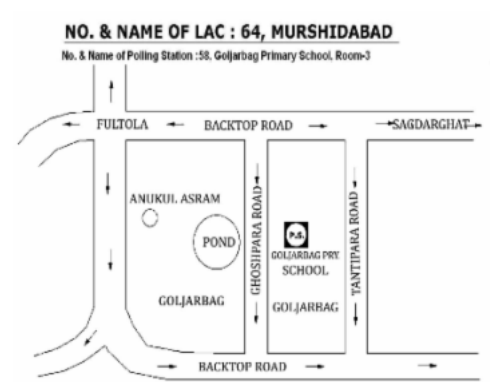 NO. & NAME OF LAC : 64, MURSHIDABAD
No. & Name of Polling Station :58, Goljarbag Primary School, Room-3
FULTOLA
BACKTOP ROAD
SAGDARGHAT
ANUKUL ASRAM
POND
GHOSHPARA ROAD
P.S.
GOLJARBAG PRY.
SCHOOL
TANTIPARA ROAD
GOLJARBAG
GOLJARBAG
BACKTOP ROAD